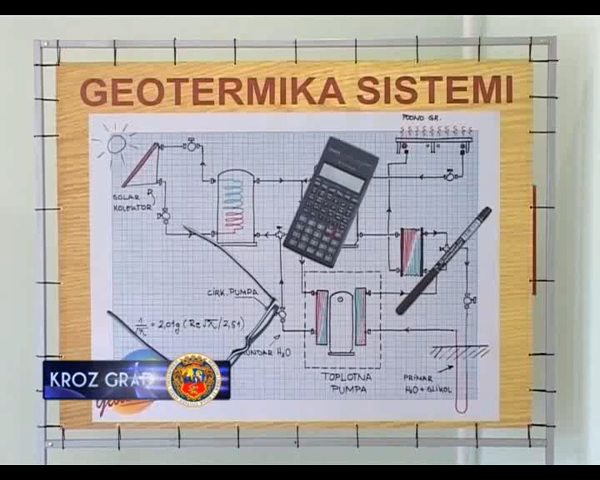 GEOTERMIKA SISTEMI
PODNO GR.
SOLAR
KOLEKTOR
CIRK. PUMPA
TOPLOTNA
PUMPA
PRIMAR
H₂O + GLIKOL
KROZ GRAD